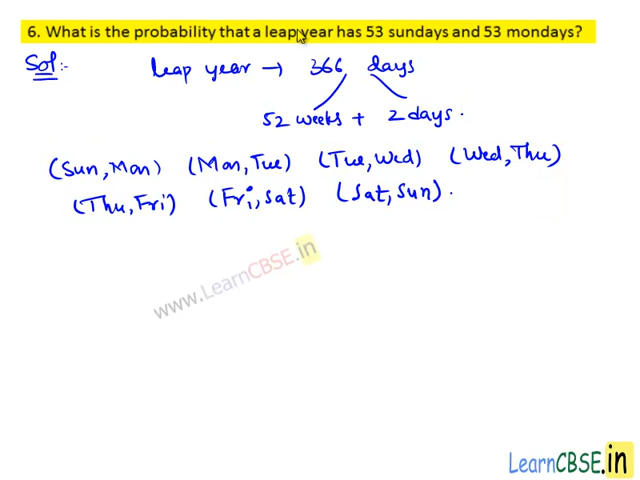 6. What is the probability that a leap year has 53 sundays and 53 mondays?
Sol:-
leap year → 366 days
52 weeks + 2 days.
(Sun, Mon) (Mon, Tue) (Tue, Wed) (Wed, Thu)
(Thu, Fri) (Fri, Sat) (Sat, Sun).
www.LearnCBSE.in
LearnCBSE.in